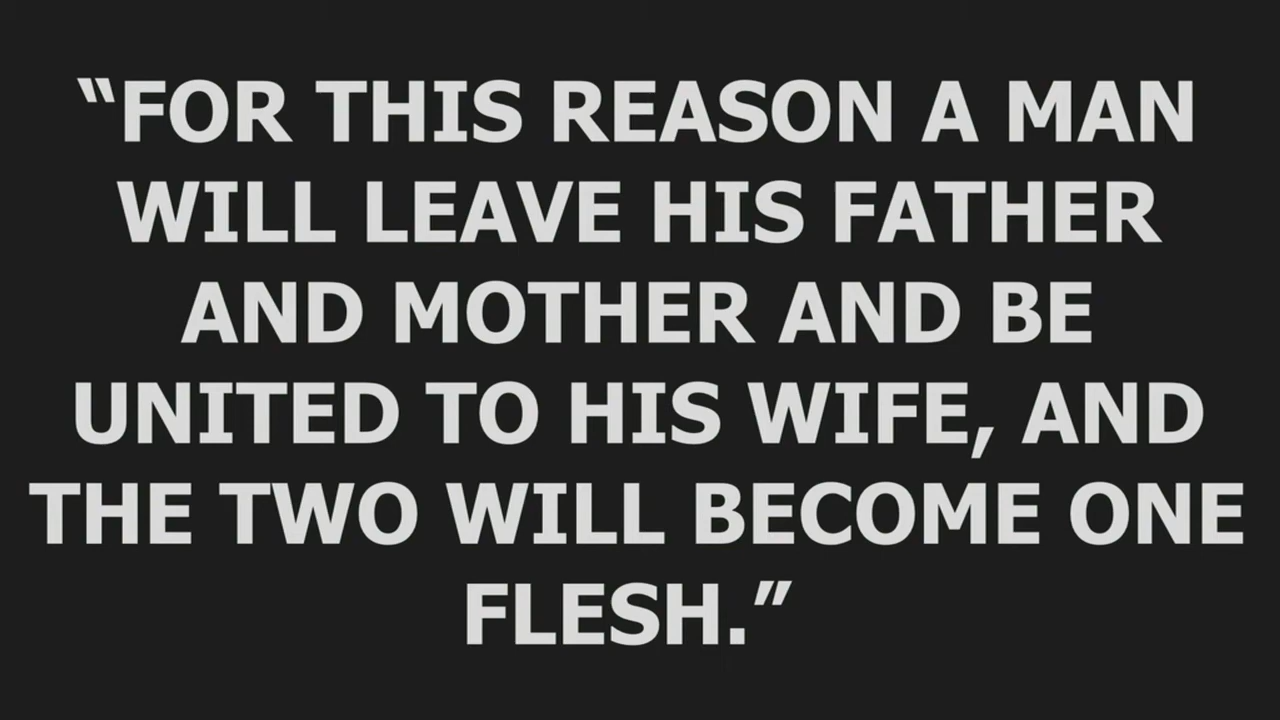 “FOR THIS REASON A MAN
WILL LEAVE HIS FATHER
AND MOTHER AND BE
UNITED TO HIS WIFE, AND
THE TWO WILL BECOME ONE
FLESH.”